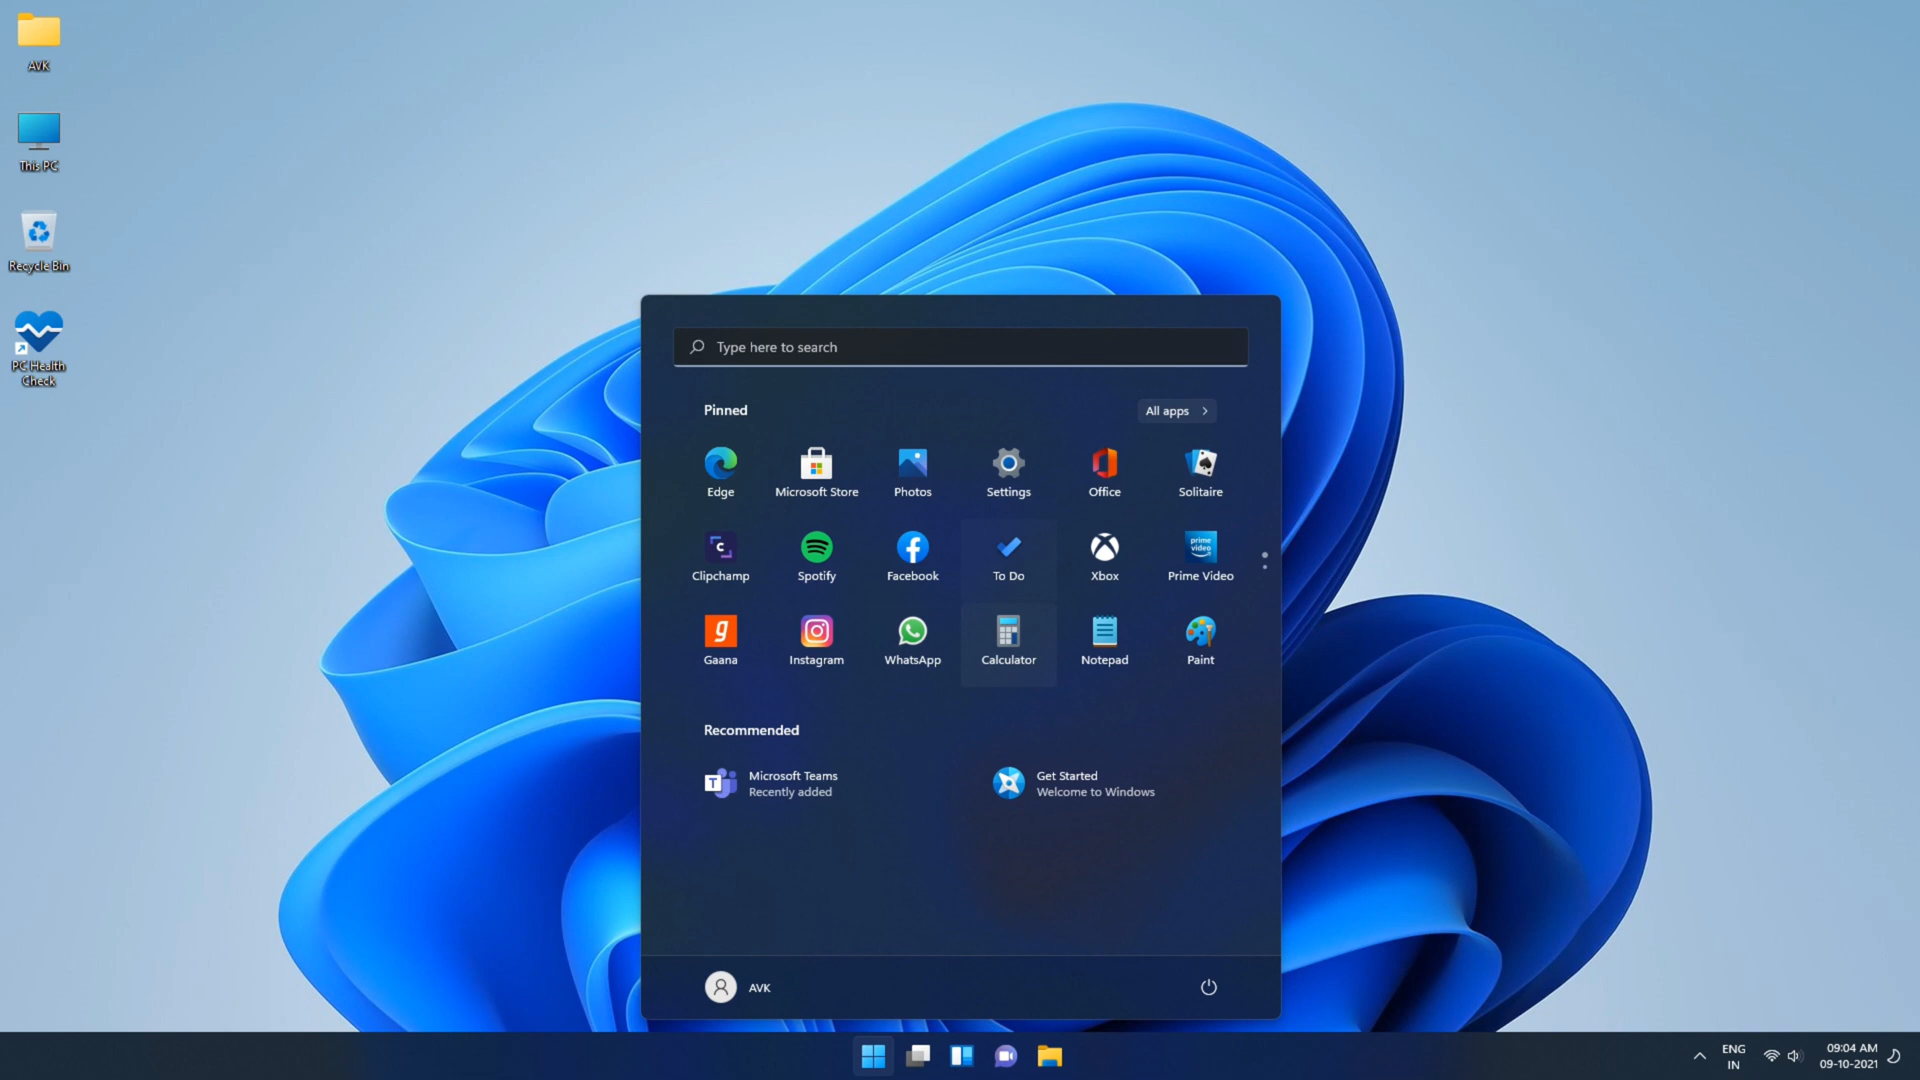 AVK
This PC
Recycle Bin
PC Health
Check
Type here to search
Pinned
All apps
Edge
Microsoft Store
Photos
Settings
Office
Solitaire
Clipchamp
Spotify
Facebook
To Do
Xbox
prime
video
Prime Video
Gaana
Instagram
WhatsApp
Calculator
Notepad
Paint
Recommended
Microsoft Teams
Recently added
Get Started
Welcome to Windows
AVK
ENG
IN
09:04 AM
09-10-2021